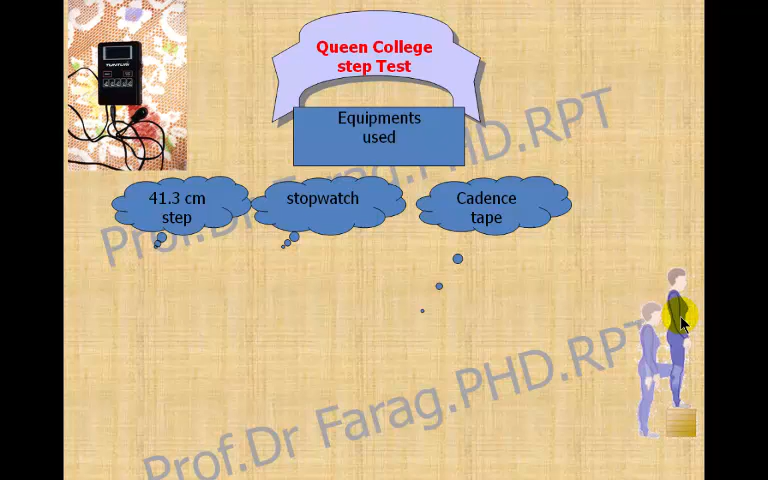 Queen College
step Test
Equipments
used
TUNTURI
41.3 cm
step
stopwatch
Cadence
tape
Prof.Dr Farag.PHD.RPT
Prof.Dr Farag.PHD.RPT